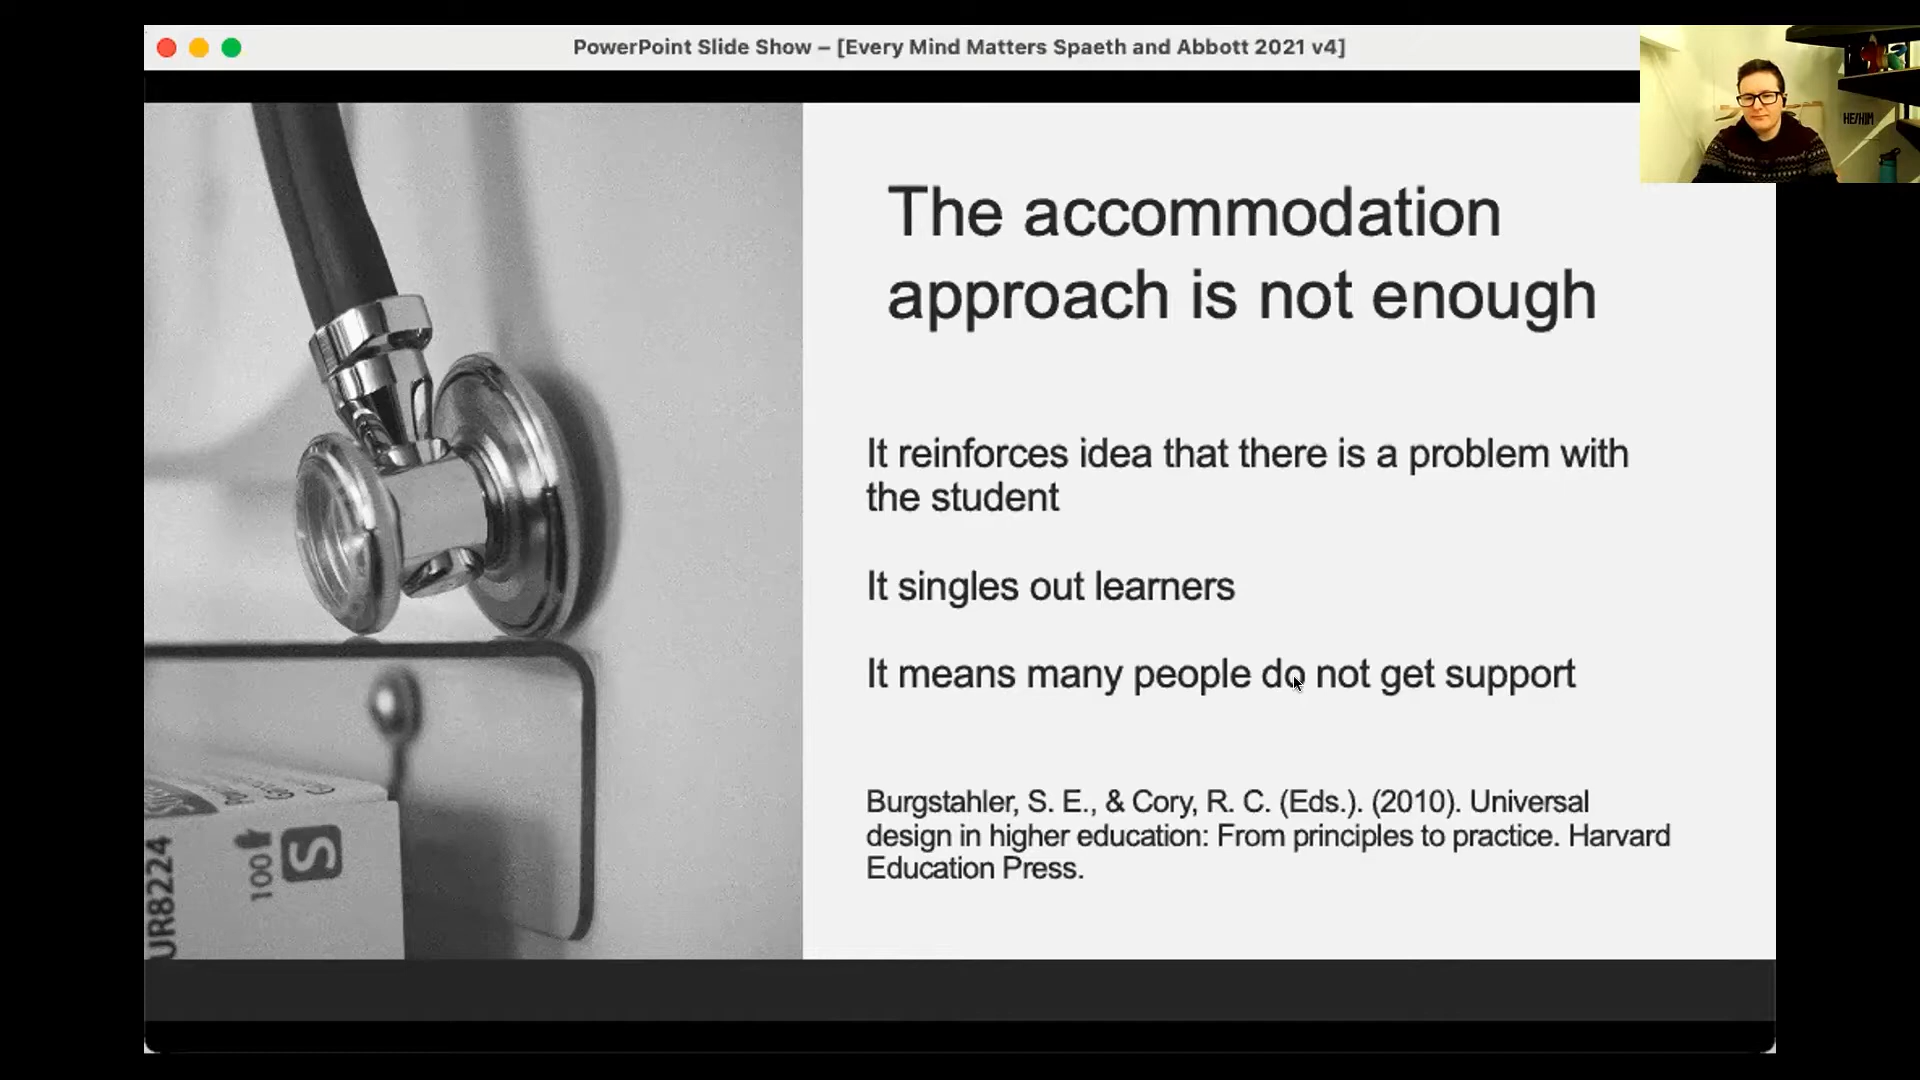 PowerPoint Slide Show – [Every Mind Matters Spaeth and Abbott 2021 v4]
HE/HIM
The accommodation
approach is not enough
It reinforces idea that there is a problem with
the student
It singles out learners
It means many people do not get support
Burgstahler, S. E., & Cory, R. C. (Eds.). (2010). Universal
design in higher education: From principles to practice. Harvard
Education Press.
UR8224
100
S